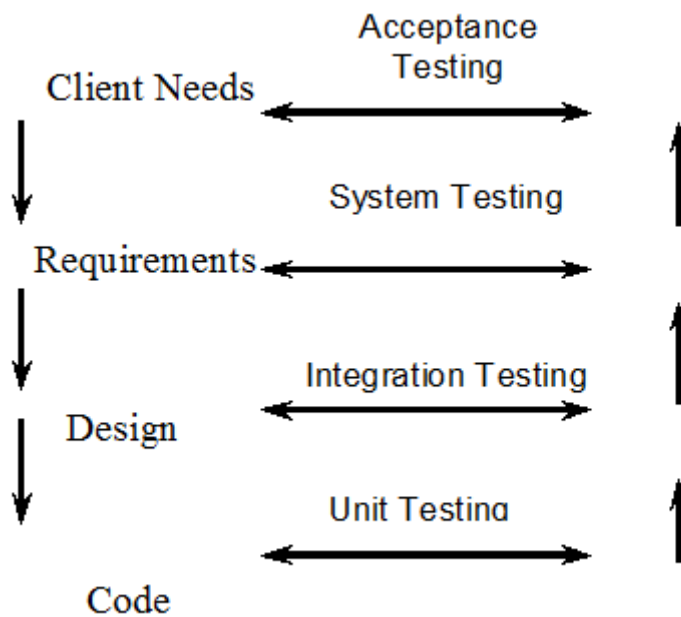 Acceptance
Testing
Client Needs
System Testing
Requirements
Integration Testing
Design
Unit Testing
Code